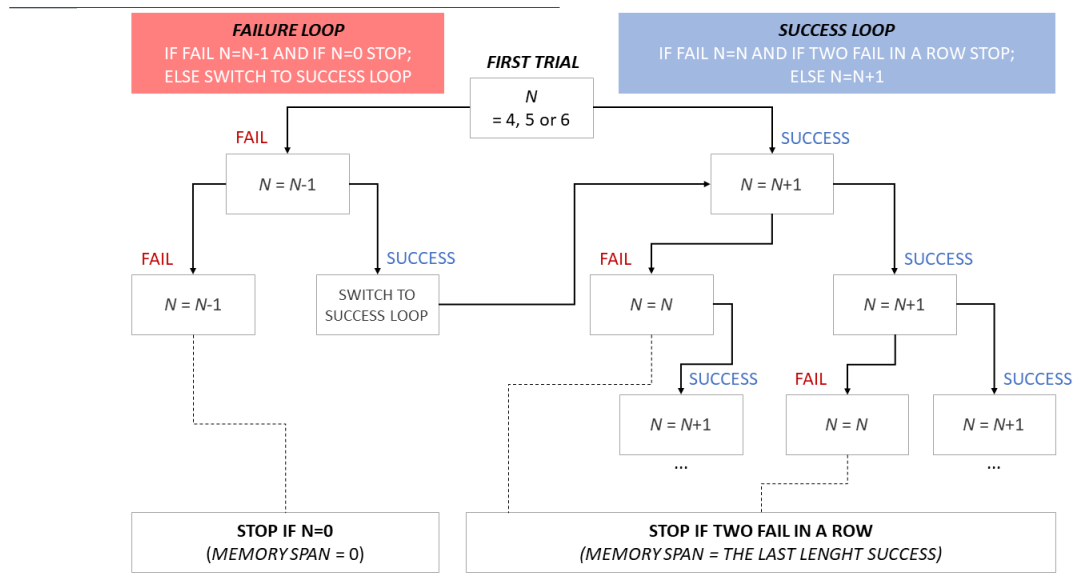 FAILURE LOOP
IF FAIL N=N-1 AND IF N=0 STOP;
ELSE SWITCH TO SUCCESS LOOP
SUCCESS LOOP
IF FAIL N=N AND IF TWO FAIL IN A ROW STOP;
ELSE N=N+1
FIRST TRIAL
N
= 4, 5 or 6
FAIL
SUCCESS
N = N-1
N = N+1
FAIL
SUCCESS
FAIL
SUCCESS
N = N-1
SWITCH TO
SUCCESS LOOP
N = N
N = N+1
SUCCESS
FAIL
SUCCESS
N = N+1
N = N
N = N+1
...
...
STOP IF N=0
(MEMORY SPAN = 0)
STOP IF TWO FAIL IN A ROW
(MEMORY SPAN = THE LAST LENGHT SUCCESS)